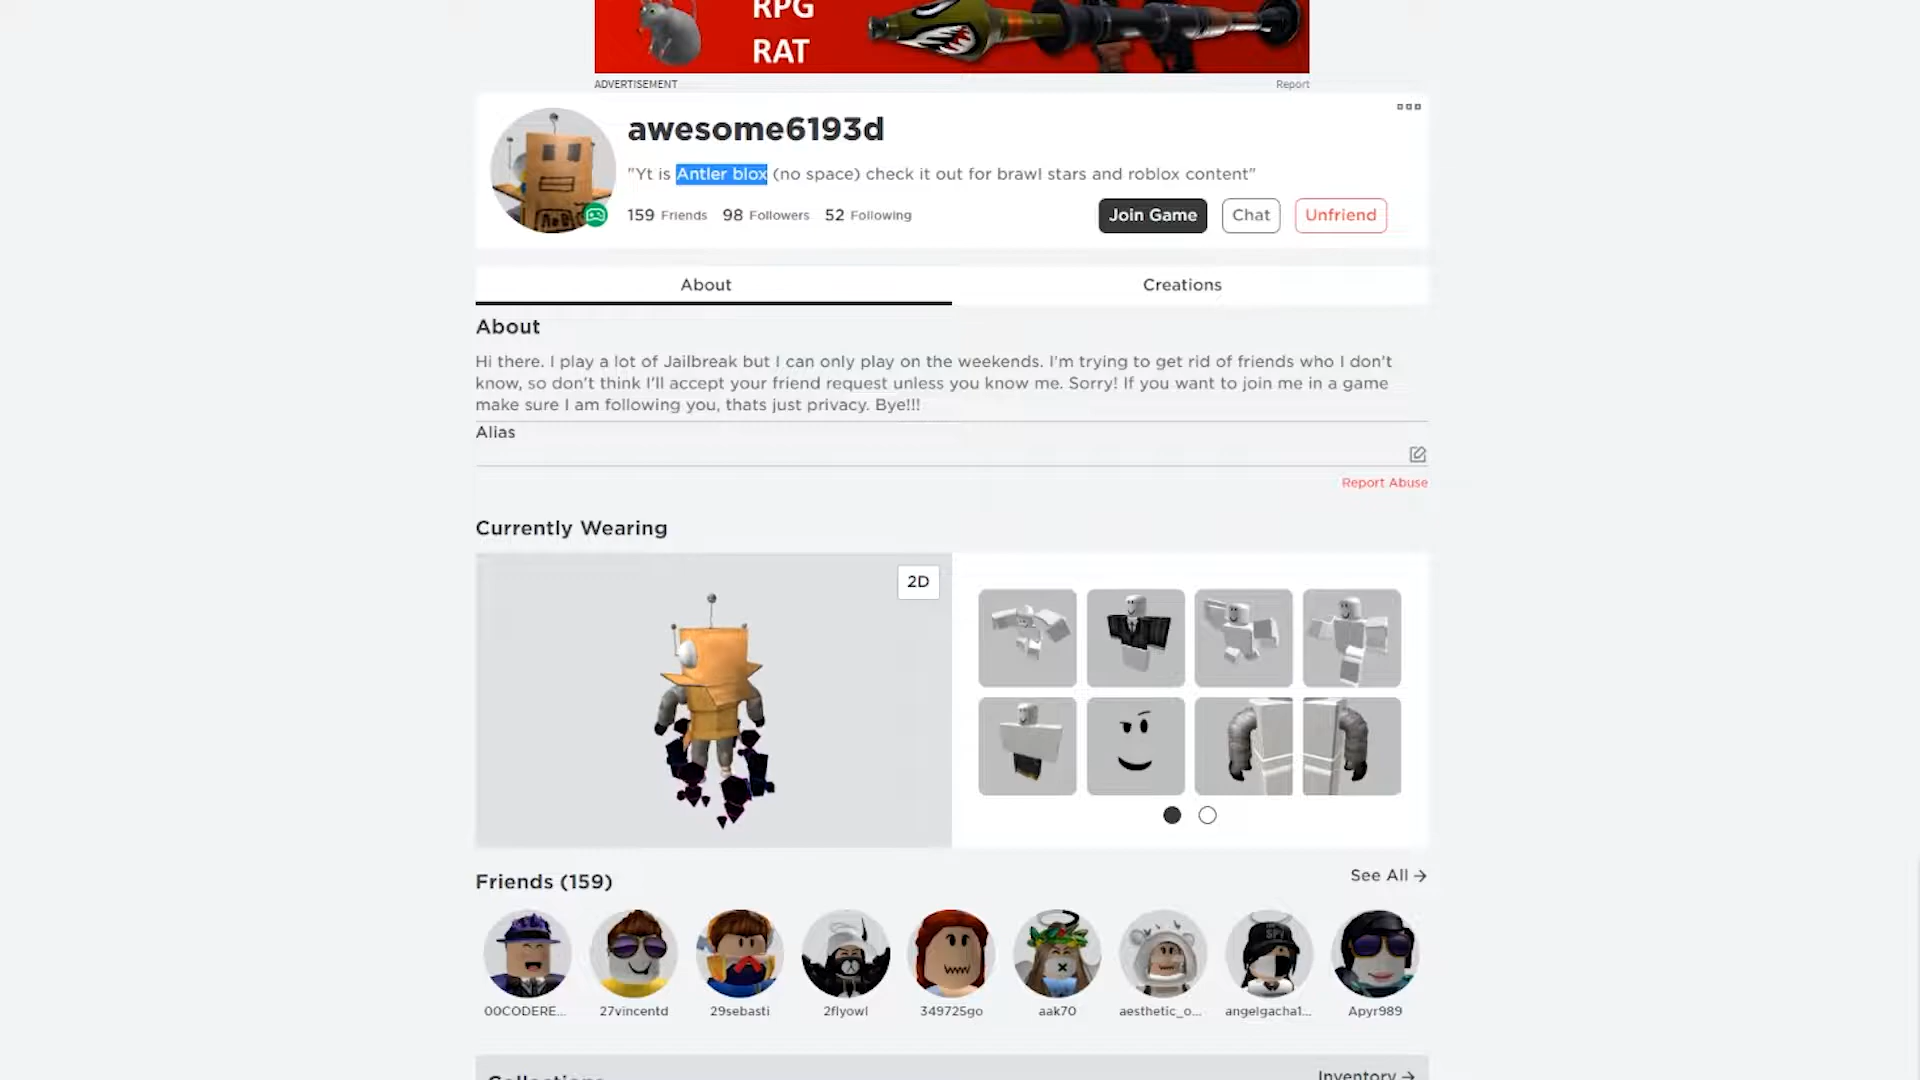 RPG
RAT
ADVERTISEMENT
Report
awesome6193d
"Yt is Antler blox (no space) check it out for brawl stars and roblox content"
159 Friends 98 Followers 52 Following
Join Game
Chat
Unfriend
About
Creations
About
Hi there. I play a lot of Jailbreak but I can only play on the weekends. I'm trying to get rid of friends who I don't
know, so don't think I'll accept your friend request unless you know me. Sorry! If you want to join me in a game
make sure I am following you, thats just privacy. Bye!!!
Alias
Report Abuse
Currently Wearing
2D
Friends (159)
See All →
00CODERE...
27vincentd
29sebasti
2flyowl
349725go
aak70
aesthetic_o...
angelgacha1...
Apyr989
Collections
Inventory →